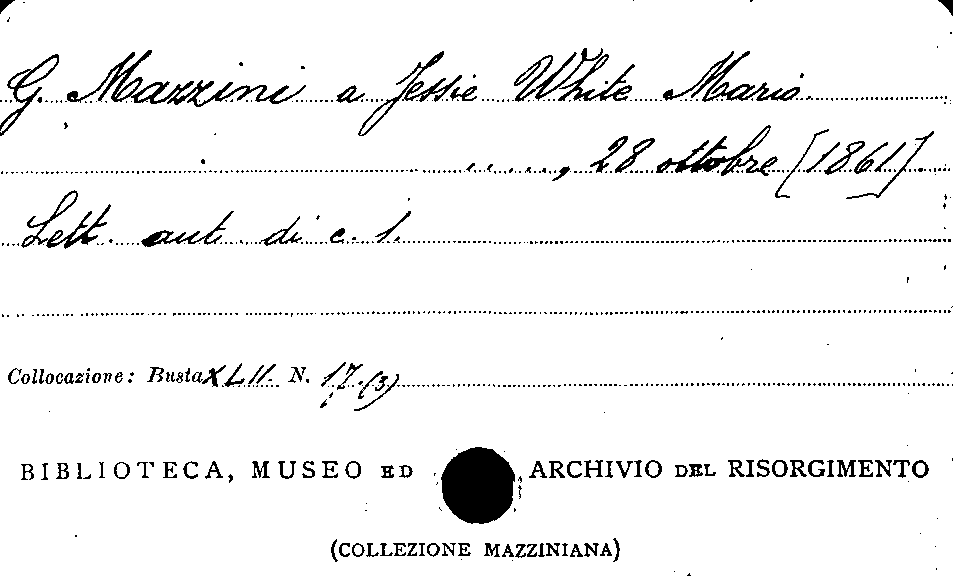 G. Mazzini a Jessie White Mario
....., 28 ottobre [1861].
Lett. aut. di c. 1.
Collocazione: Busta XLII. N. 17.(3)
BIBLIOTECA, MUSEO ED ARCHIVIO DEL RISORGIMENTO
(COLLEZIONE MAZZINIANA)